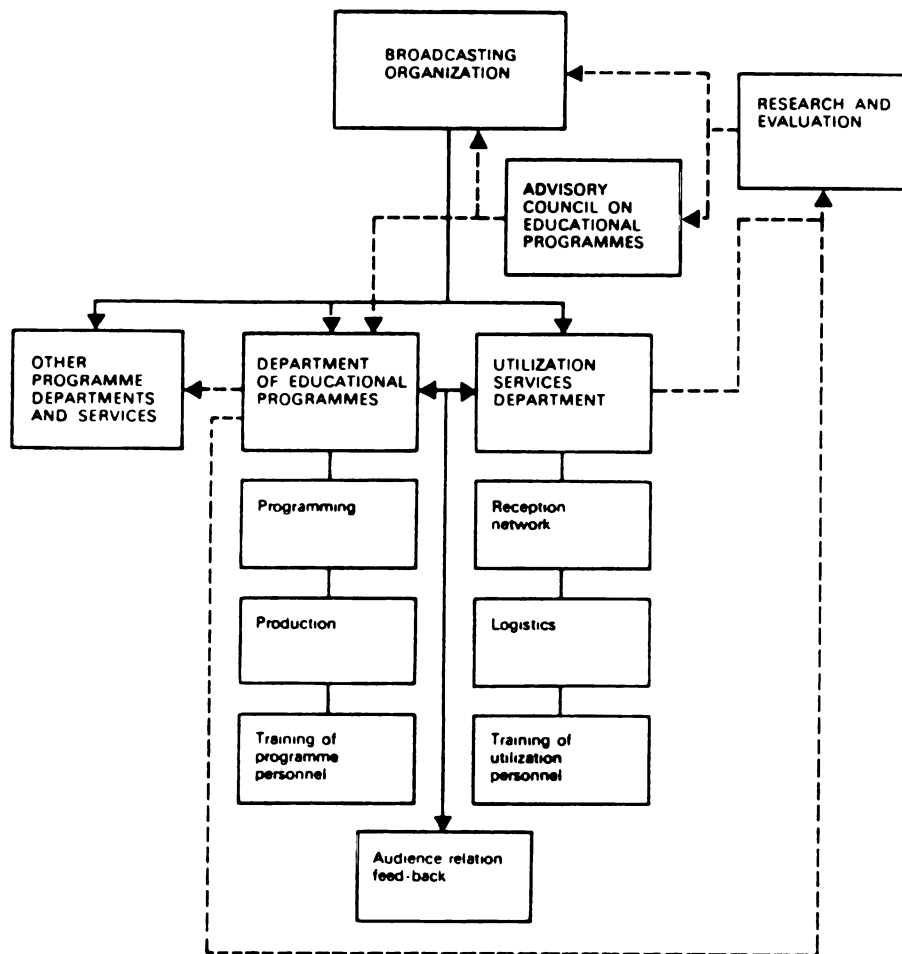 BROADCASTING
ORGANIZATION
RESEARCH AND
EVALUATION
ADVISORY
COUNCIL ON
EDUCATIONAL
PROGRAMMES
OTHER
PROGRAMME
DEPARTMENTS
AND SERVICES
DEPARTMENT
OF EDUCATIONAL
PROGRAMMES
UTILIZATION
SERVICES
DEPARTMENT
Programming
Reception
network
Production
Logistics
Training of
programme
personnel
Training of
utilization
personnel
Audience relation
feed-back